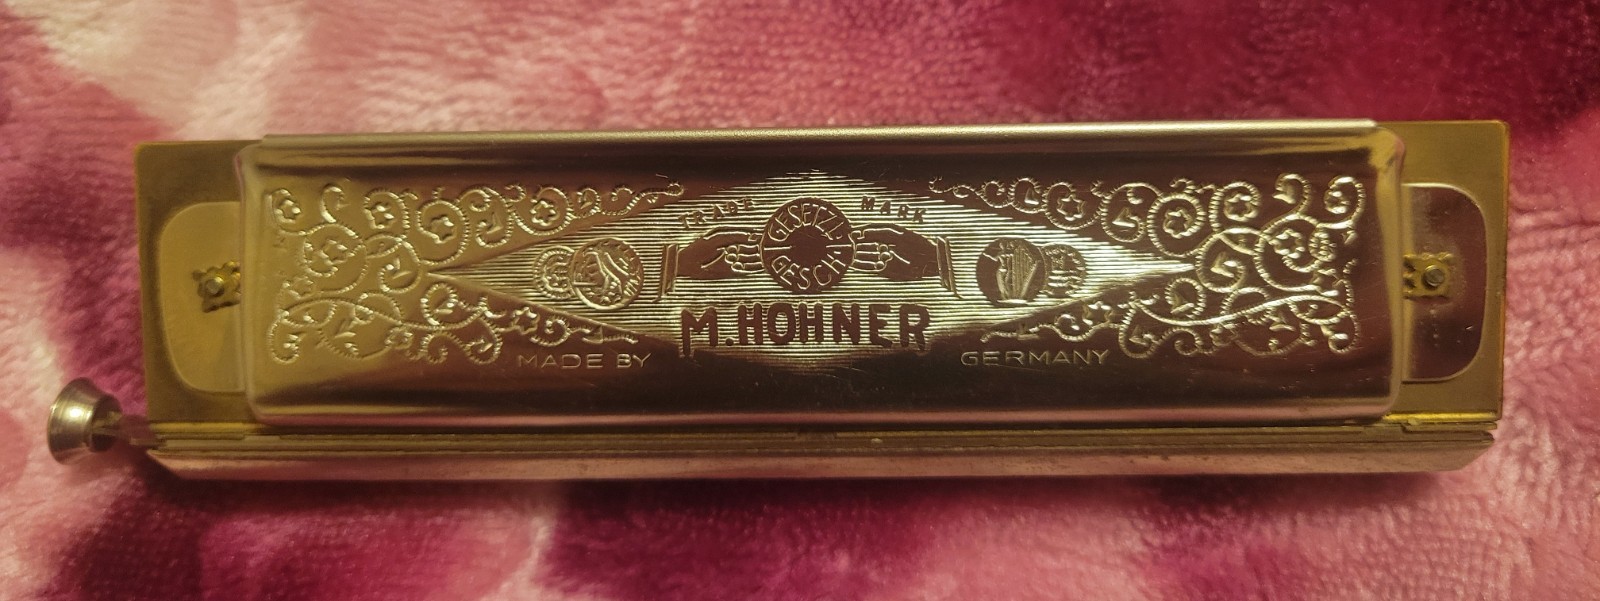 TRADE MARK
GESETZL.
GESCH.
M. HOHNER
MADE BY GERMANY